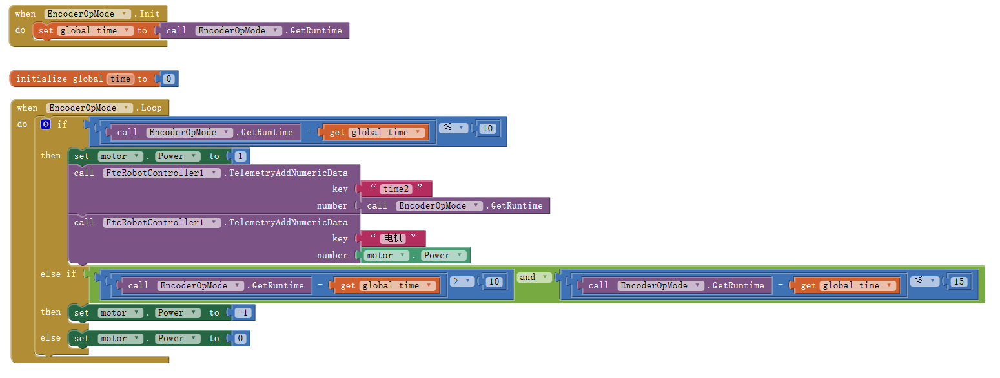 when EncoderOpMode .Init
do set global time to call EncoderOpMode .GetRuntime
initialize global time to 0
when EncoderOpMode .Loop
do if call EncoderOpMode .GetRuntime - get global time ≤ 10
then set motor . Power to 1
call FtcRobotController1 .TelemetryAddNumericData
key “ time2 ”
number call EncoderOpMode .GetRuntime
call FtcRobotController1 .TelemetryAddNumericData
key “ 电机 ”
number motor . Power
else if call EncoderOpMode .GetRuntime - get global time > 10 and call EncoderOpMode .GetRuntime - get global time ≤ 15
then set motor . Power to -1
else set motor . Power to 0